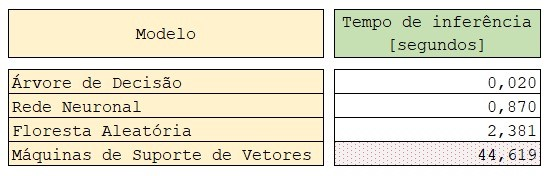 Modelo
Tempo de inferência
[segundos]
Árvore de Decisão 0,020
Rede Neuronal 0,870
Floresta Aleatória 2,381
Máquinas de Suporte de Vetores 44,619